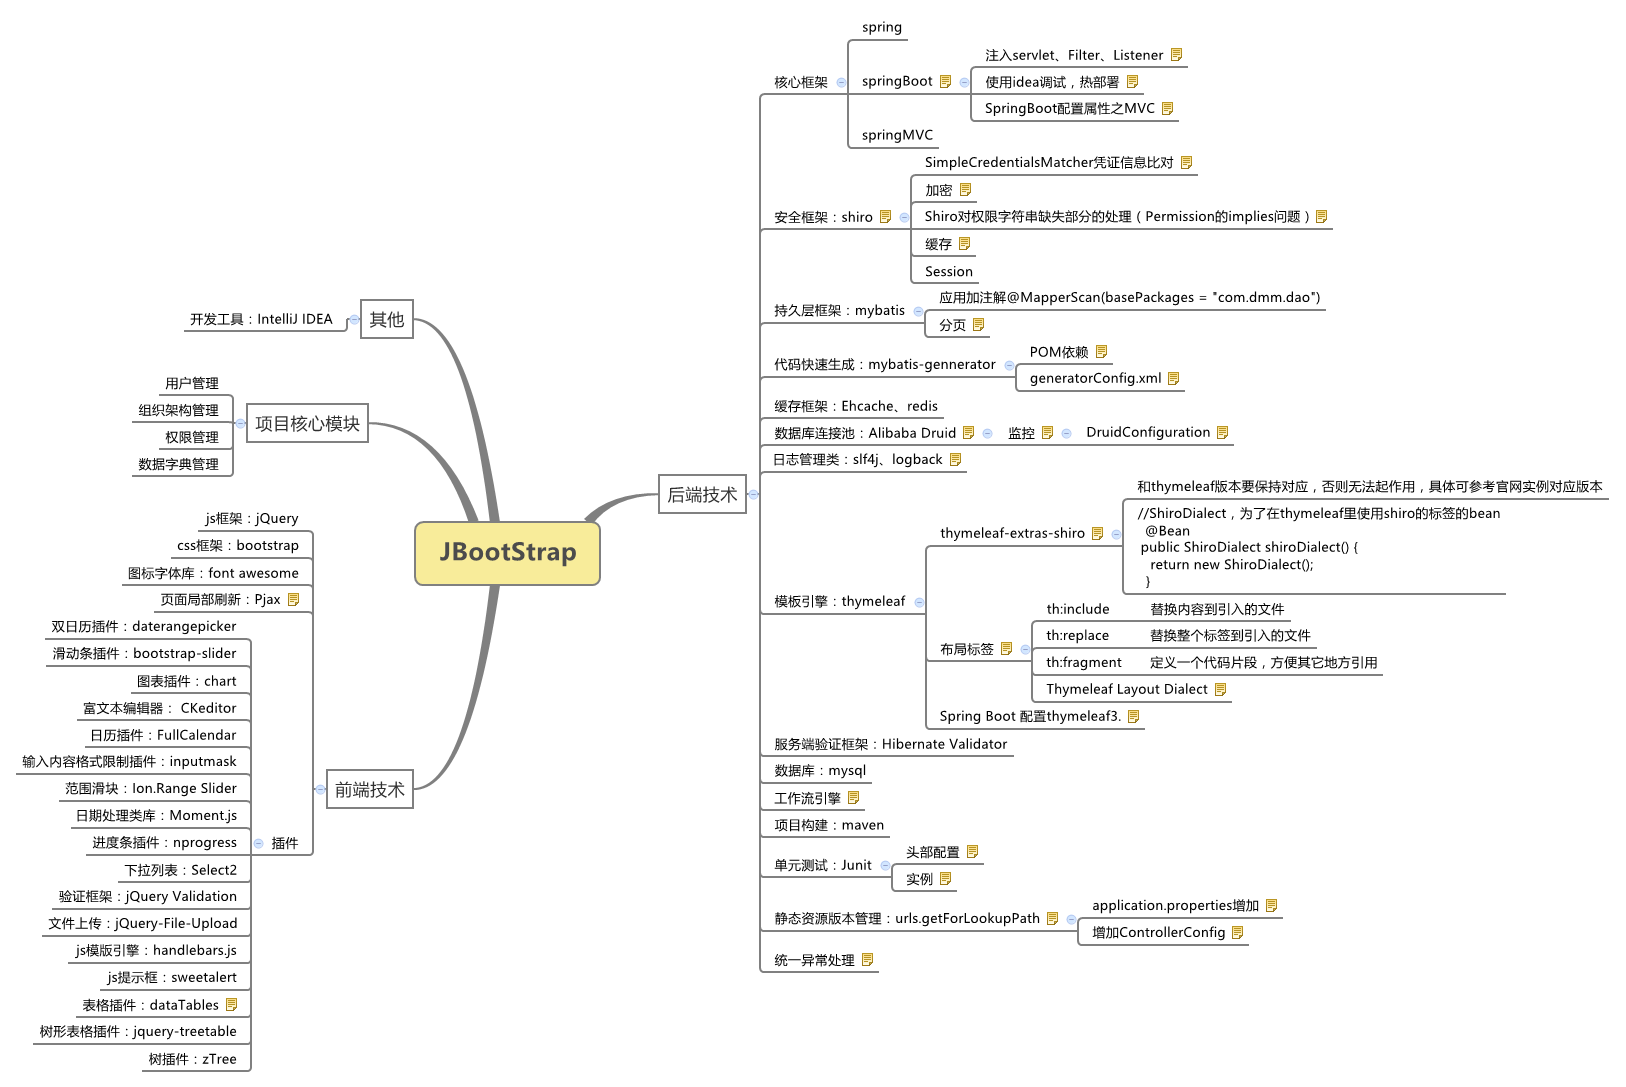 JBootStrap
其他
开发工具：IntelliJ IDEA
项目核心模块
用户管理
组织架构管理
权限管理
数据字典管理
前端技术
js框架：jQuery
css框架：bootstrap
图标字体库：font awesome
页面局部刷新：Pjax
插件
双日历插件：daterangepicker
滑动条插件：bootstrap-slider
图表插件：chart
富文本编辑器： CKeditor
日历插件：FullCalendar
输入内容格式限制插件：inputmask
范围滑块：Ion.Range Slider
日期处理类库：Moment.js
进度条插件：nprogress
下拉列表：Select2
验证框架：jQuery Validation
文件上传：jQuery-File-Upload
js模版引擎：handlebars.js
js提示框：sweetalert
表格插件：dataTables
树形表格插件：jquery-treetable
树插件：zTree
后端技术
核心框架
spring
springBoot
注入servlet、Filter、Listener
使用idea调试，热部署
SpringBoot配置属性之MVC
springMVC
安全框架：shiro
SimpleCredentialsMatcher凭证信息比对
加密
Shiro对权限字符串缺失部分的处理（Permission的implies问题）
缓存
Session
持久层框架：mybatis
应用加注解@MapperScan(basePackages = "com.dmm.dao")
分页
代码快速生成：mybatis-gennerator
POM依赖
generatorConfig.xml
缓存框架：Ehcache、redis
数据库连接池：Alibaba Druid
监控
DruidConfiguration
日志管理类：slf4j、logback
模板引擎：thymeleaf
thymeleaf-extras-shiro
和thymeleaf版本要保持对应，否则无法起作用，具体可参考官网实例对应版本
//ShiroDialect，为了在thymeleaf里使用shiro的标签的bean
@Bean
public ShiroDialect shiroDialect() {
return new ShiroDialect();
}
布局标签
th:include 替换内容到引入的文件
th:replace 替换整个标签到引入的文件
th:fragment 定义一个代码片段，方便其它地方引用
Thymeleaf Layout Dialect
Spring Boot 配置thymeleaf3.
服务端验证框架：Hibernate Validator
数据库：mysql
工作流引擎
项目构建：maven
单元测试：Junit
头部配置
实例
静态资源版本管理：urls.getForLookupPath
application.properties增加
增加ControllerConfig
统一异常处理